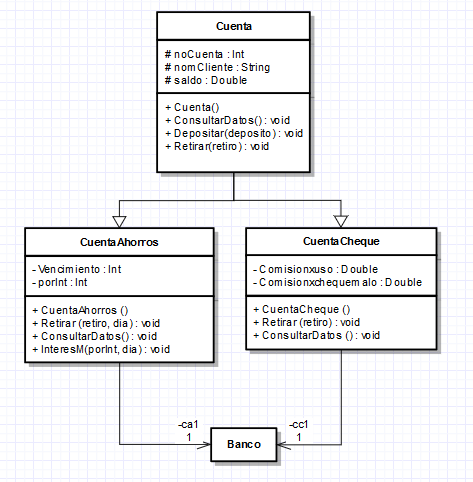 Cuenta
# noCuenta : Int
# nomCliente : String
# saldo : Double
+ Cuenta()
+ ConsultarDatos() : void
+ Depositar(deposito) : void
+ Retirar(retiro) : void
CuentaAhorros
- Vencimiento : Int
- porInt : Int
+ CuentaAhorros ()
+ Retirar (retiro, dia) : void
+ ConsultarDatos() : void
+ InteresM(porInt, dia) : void
CuentaCheque
- Comisionxuso : Double
- Comisionxchequemalo : Double
+ CuentaCheque ()
+ Retirar (retiro) : void
+ ConsultarDatos () : void
-ca1
1
-cc1
1
Banco